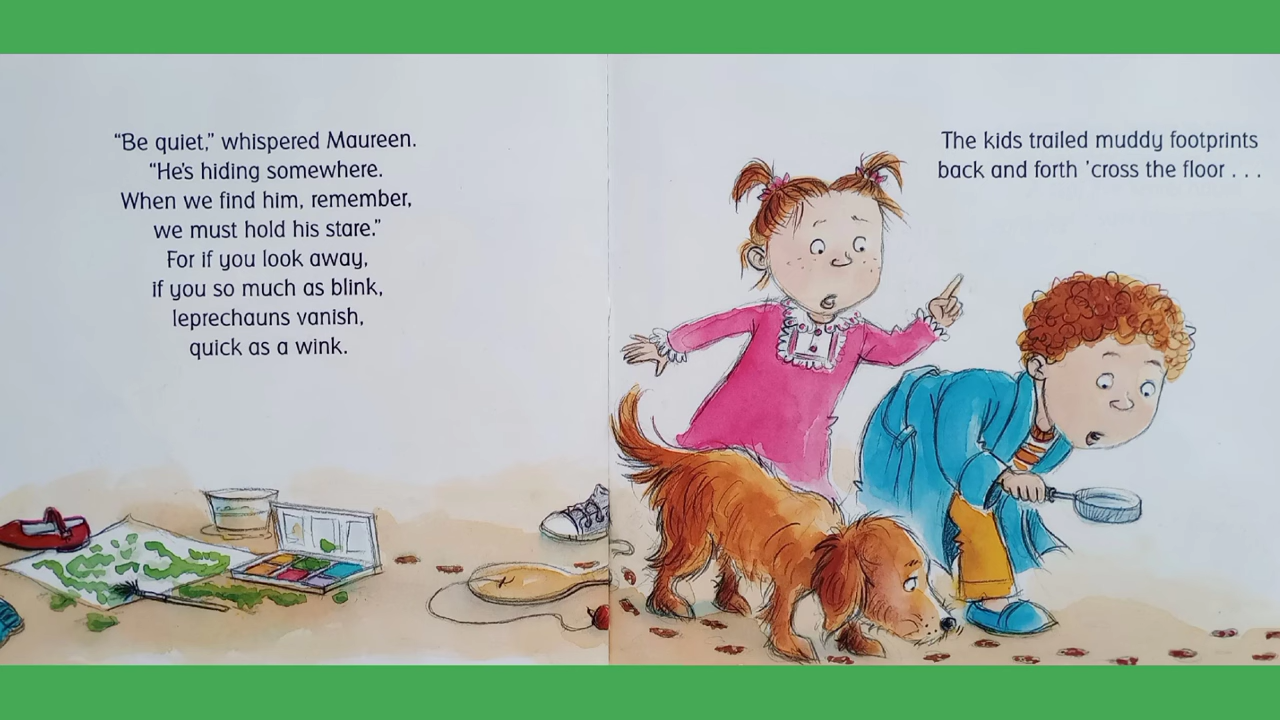 “Be quiet,” whispered Maureen.
“He’s hiding somewhere.
When we find him, remember,
we must hold his stare.”
For if you look away,
if you so much as blink,
leprechauns vanish,
quick as a wink.
The kids trailed muddy footprints
back and forth ’cross the floor . . .